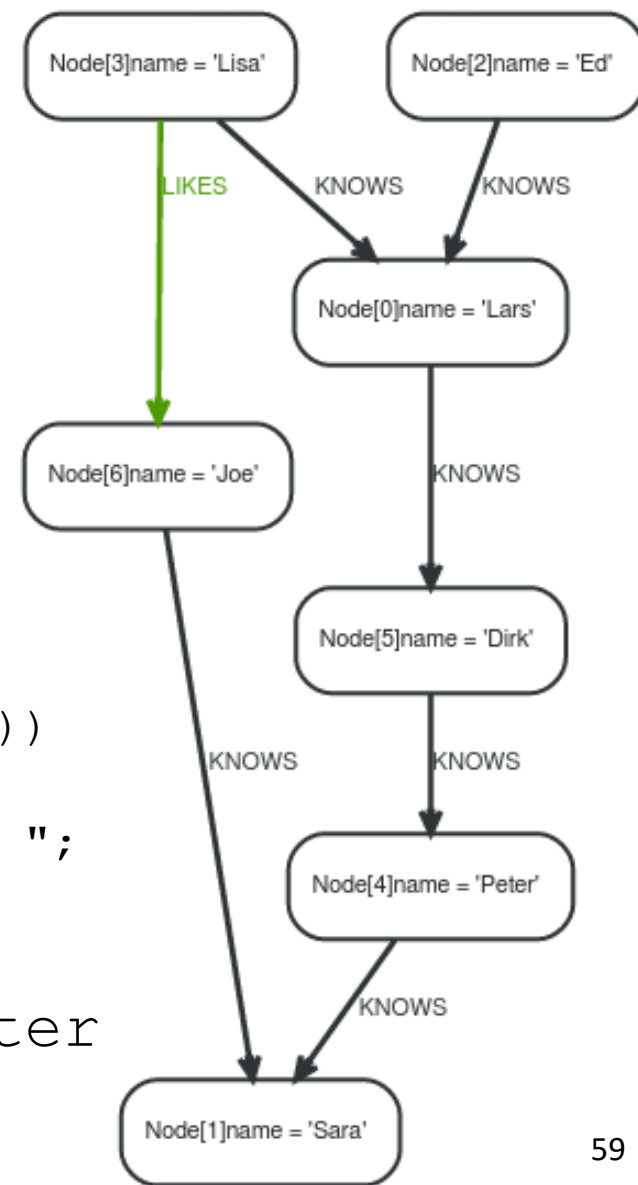 Node[3]name = 'Lisa'
Node[2]name = 'Ed'
LIKES
KNOWS
KNOWS
Node[0]name = 'Lars'
Node[6]name = 'Joe'
KNOWS
Node[5]name = 'Dirk'
))
KNOWS
KNOWS
";
Node[4]name = 'Peter'
KNOWS
ter
Node[1]name = 'Sara'
59